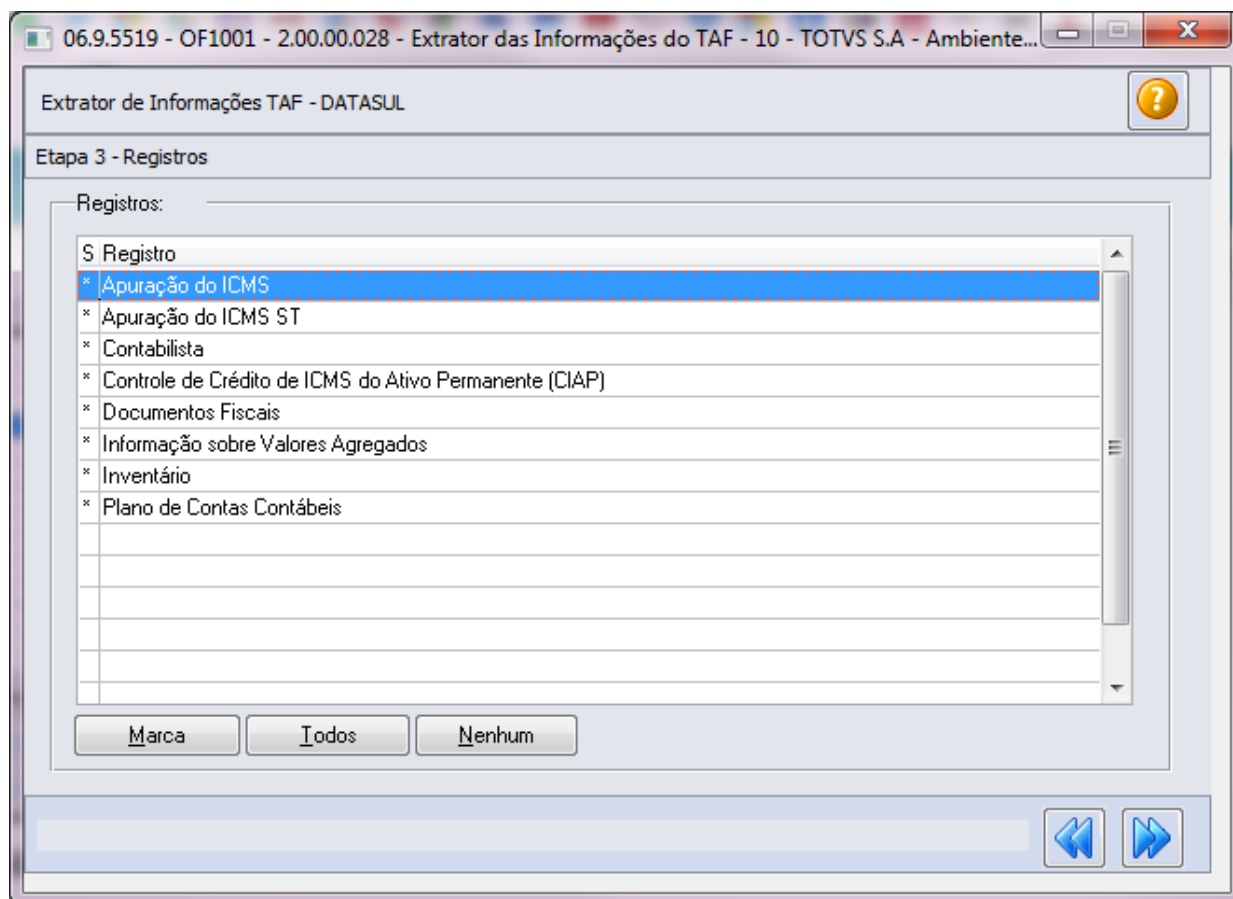 06.9.5519 - OF1001 - 2.00.00.028 - Extrator das Informações do TAF - 10 - TOTVS S.A - Ambiente...
Extrator de Informações TAF - DATASUL
Etapa 3 - Registros
Registros:
S Registro
* Apuração do ICMS
* Apuração do ICMS ST
* Contabilista
* Controle de Crédito de ICMS do Ativo Permanente (CIAP)
* Documentos Fiscais
* Informação sobre Valores Agregados
* Inventário
* Plano de Contas Contábeis
Marca Todos Nenhum